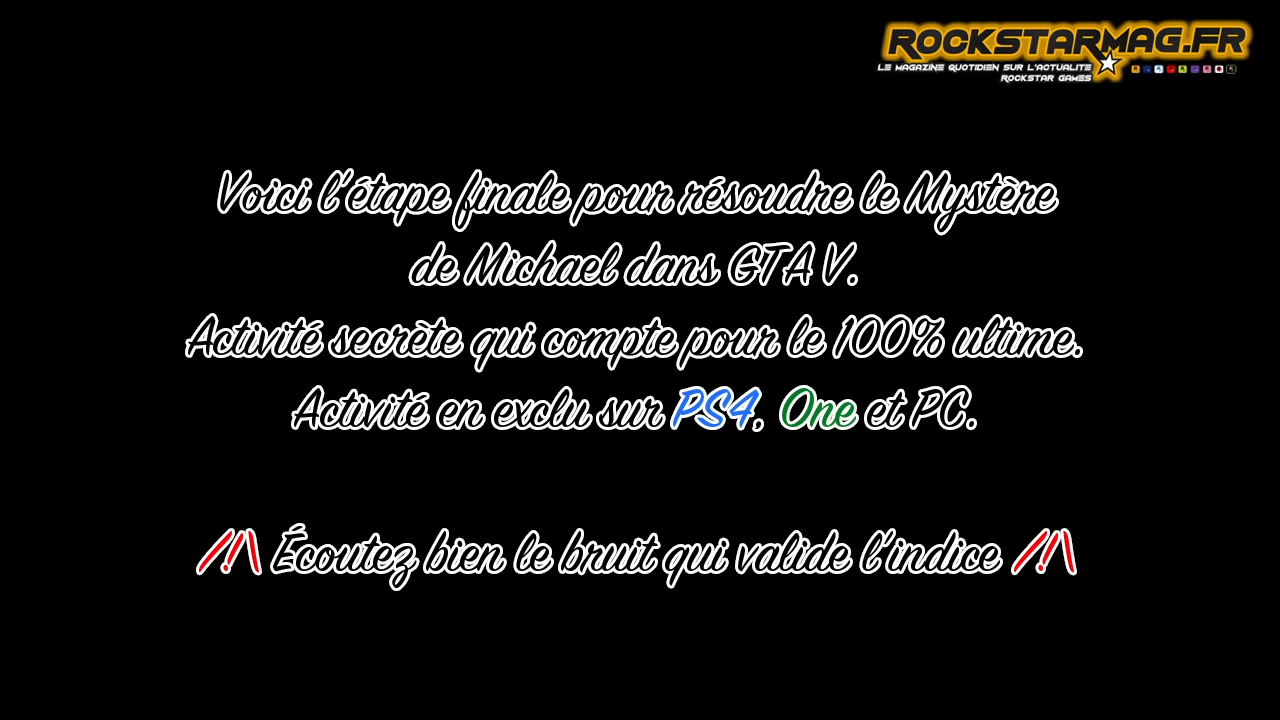 ROCKSTARMAG.FR
LE MAGAZINE QUOTIDIEN SUR L'ACTUALITE
ROCKSTAR GAMES
Voici l'étape finale pour résoudre le Mystère
de Michael dans GTA V.
Activité secrète qui compte pour le 100% ultime.
Activité en exclu sur PS4, One et PC.
/!\ Écoutez bien le bruit qui valide l'indice /!\